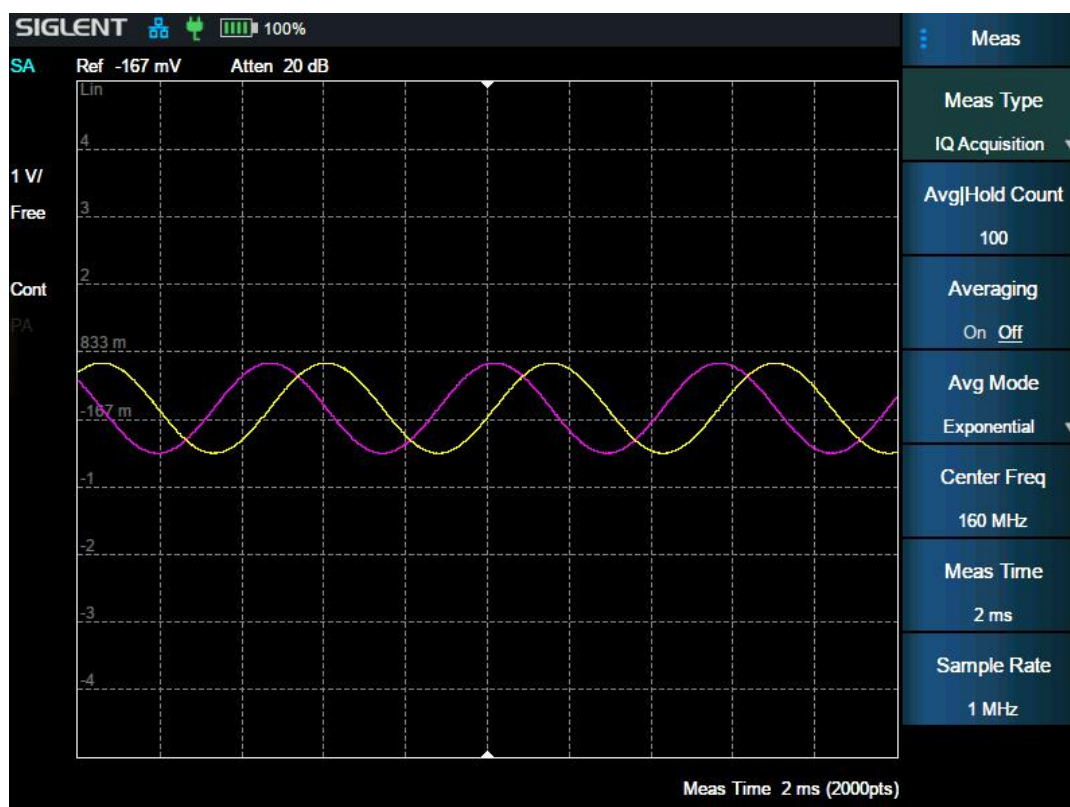 SIGLENT 100%
SA Ref -167 mV Atten 20 dB
Lin
4
1 V/
Free
3
2
Cont
PA
833 m
-167 m
-1
-2
-3
-4
Meas Time 2 ms (2000pts)
Meas
Meas Type
IQ Acquisition
Avg|Hold Count
100
Averaging
On Off
Avg Mode
Exponential
Center Freq
160 MHz
Meas Time
2 ms
Sample Rate
1 MHz